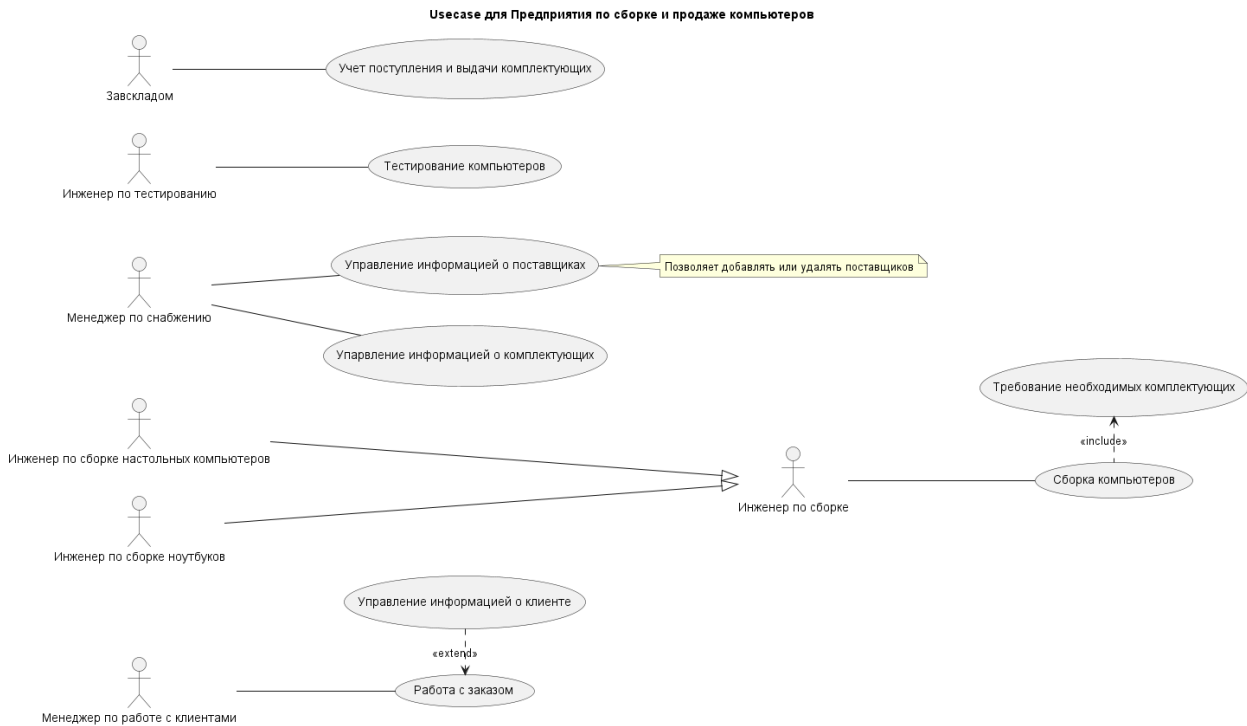 Usecase для Предприятия по сборке и продаже компьютеров
Учет поступления и выдачи комплектующих
Завскладом
Тестирование компьютеров
Инженер по тестированию
Управление информацией о поставщиках
Позволяет добавлять или удалять поставщиков
Менеджер по снабжению
Упарвление информацией о комплектующих
Требование необходимых комплектующих
«include»
Инженер по сборке настольных компьютеров
Сборка компьютеров
Инженер по сборке
Инженер по сборке ноутбуков
Управление информацией о клиенте
«extend»
Работа с заказом
Менеджер по работе с клиентами